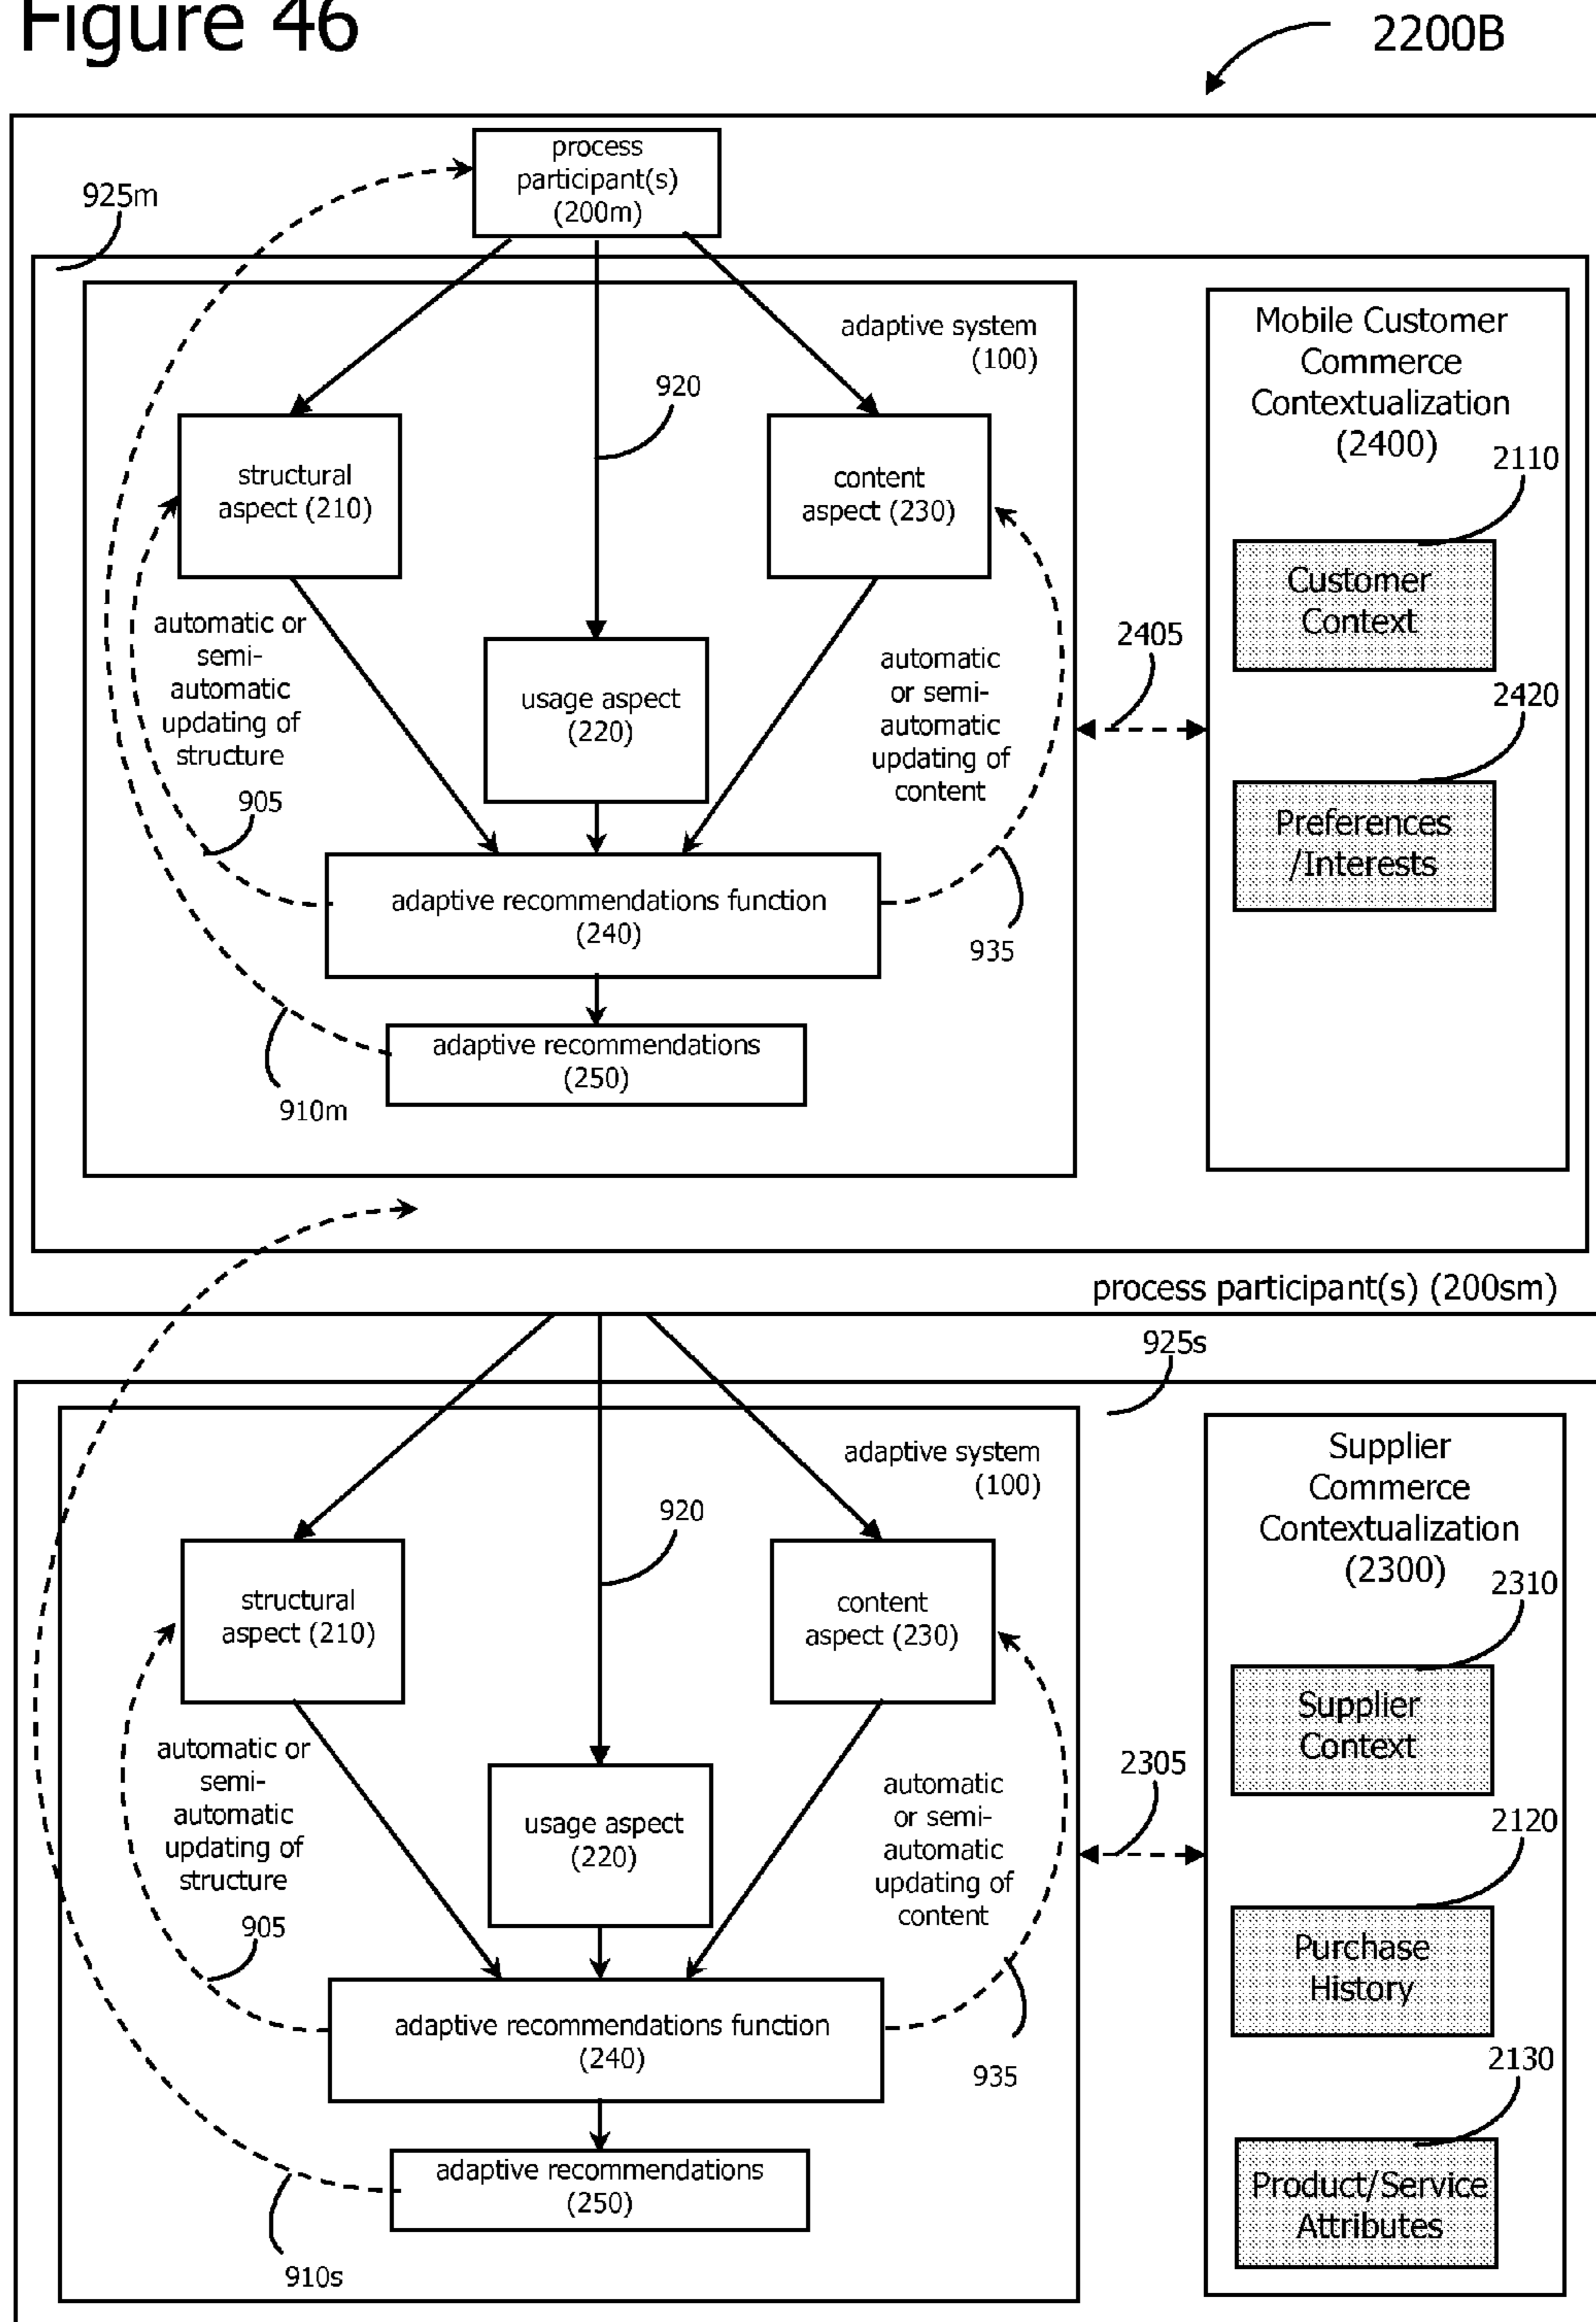 Figure 46
2200B
process
participant(s)
(200m)
925m
adaptive system
(100)
920
structural
aspect (210)
content
aspect (230)
automatic or
semi-
automatic
updating of
structure
usage aspect
(220)
automatic
or semi-
automatic
updating of
content
905
adaptive recommendations function
(240)
935
adaptive recommendations
(250)
910m
2405
Mobile Customer
Commerce
Contextualization
(2400)
2110
Customer
Context
2420
Preferences
/Interests
process participant(s) (200sm)
925s
adaptive system
(100)
920
structural
aspect (210)
content
aspect (230)
automatic or
semi-
automatic
updating of
structure
usage aspect
(220)
automatic
or semi-
automatic
updating of
content
905
adaptive recommendations function
(240)
935
adaptive recommendations
(250)
910s
2305
Supplier
Commerce
Contextualization
(2300)
2310
Supplier
Context
2120
Purchase
History
2130
Product/Service
Attributes